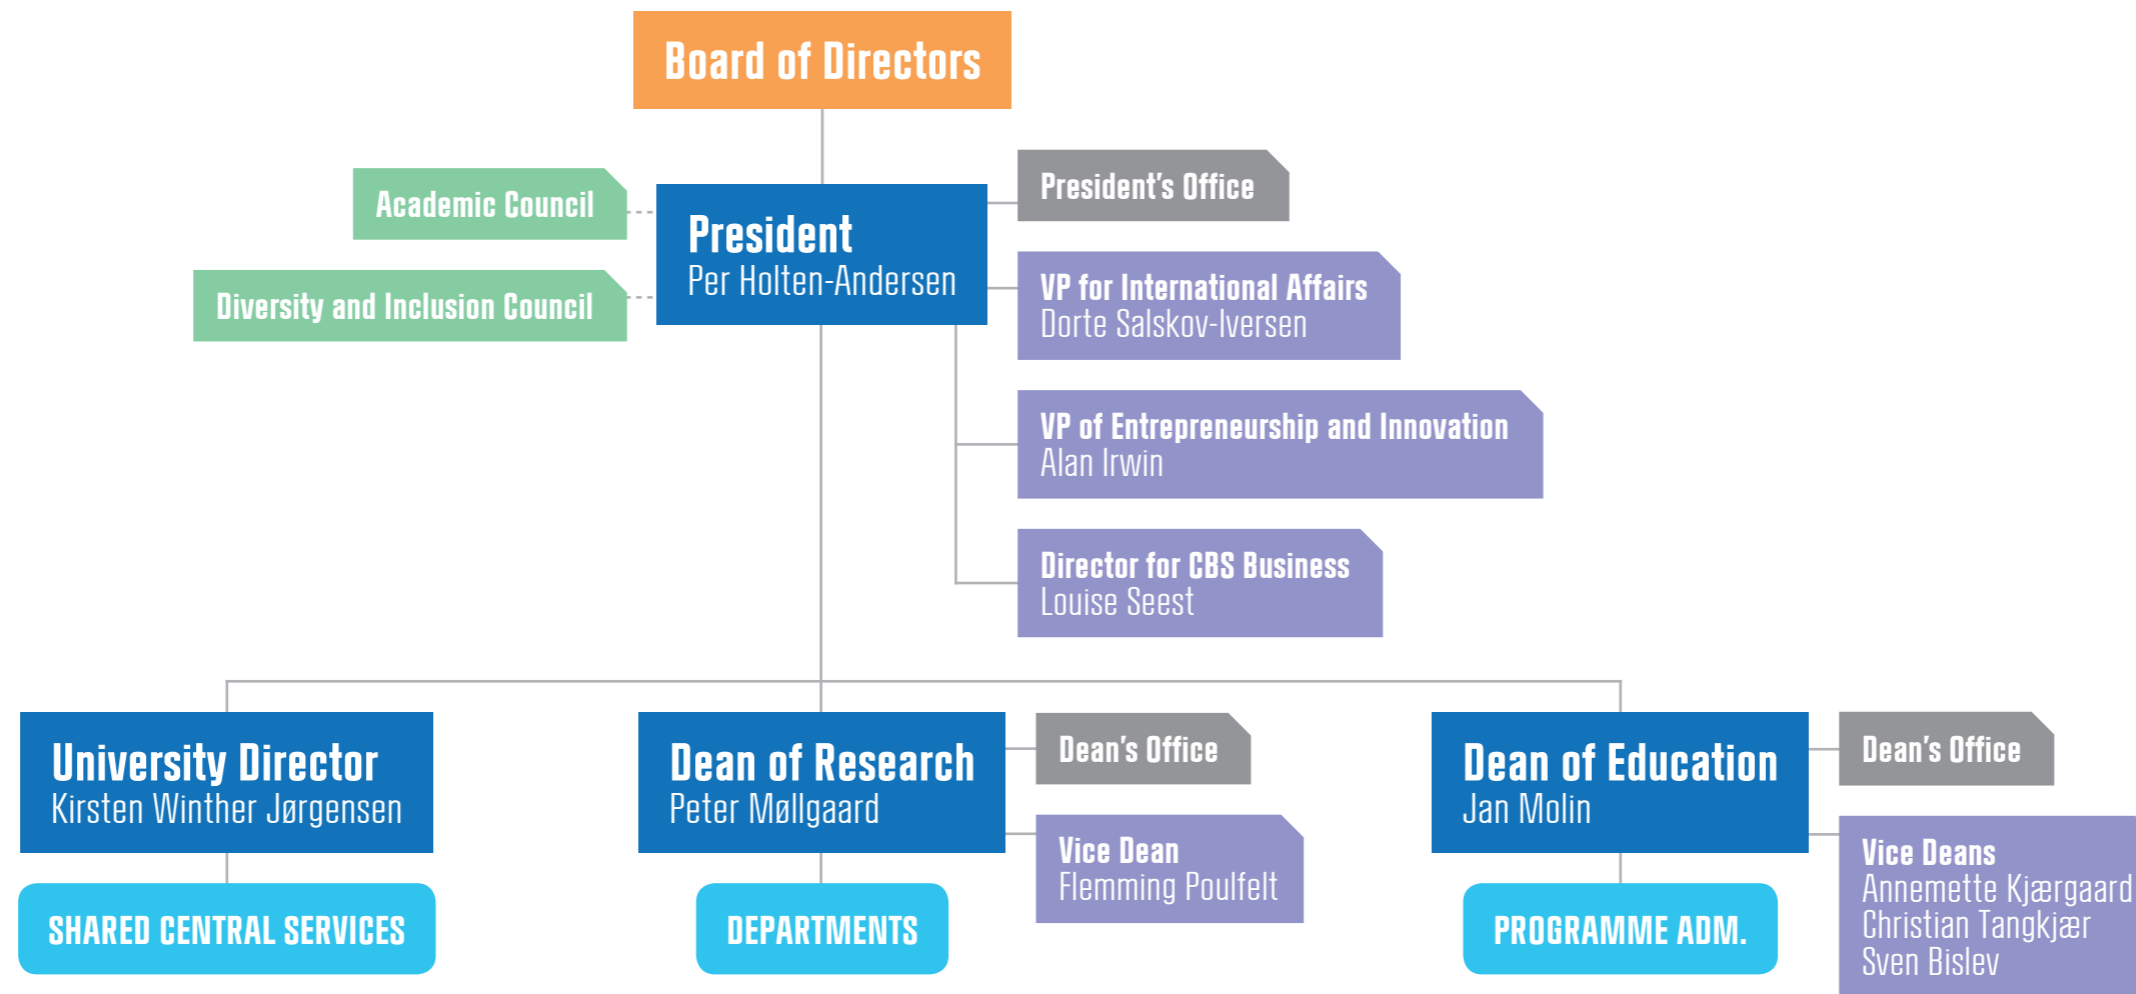 Board of Directors
Academic Council
Diversity and Inclusion Council
President
Per Holten-Andersen
President's Office
VP for International Affairs
Dorte Salskov-Iversen
VP of Entrepreneurship and Innovation
Alan Irwin
Director for CBS Business
Louise Seest
University Director
Kirsten Winther Jørgensen
SHARED CENTRAL SERVICES
Dean of Research
Peter Møllgaard
DEPARTMENTS
Dean's Office
Vice Dean
Flemming Poulfelt
Dean of Education
Jan Molin
PROGRAMME ADM.
Dean's Office
Vice Deans
Annemette Kjærgaard
Christian Tangkjær
Sven Bislev